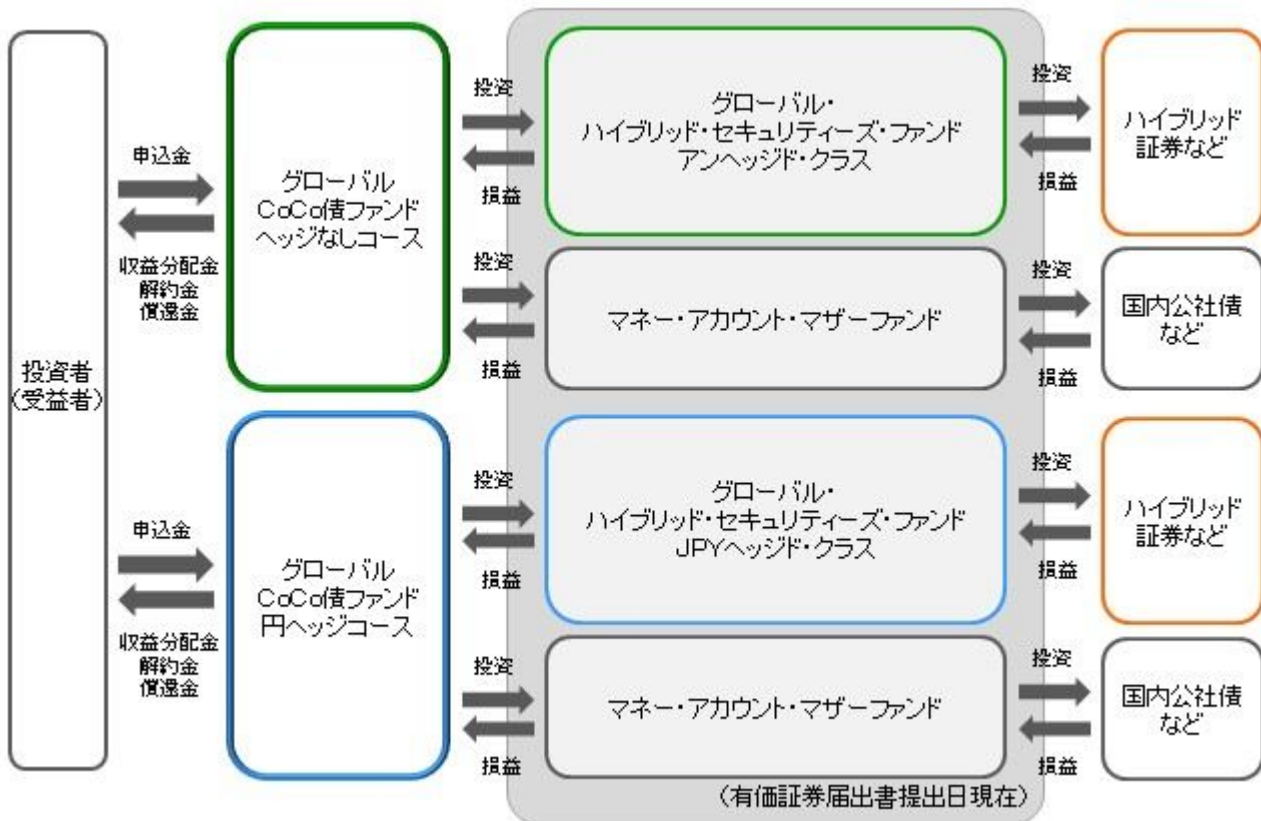 投資者
(受益者)
申込金
収益分配金
解約金
償還金
グローバル
CoCo債ファンド
ヘッジなしコース
投資
損益
グローバル・
ハイブリッド・セキュリティーズ・ファンド
アンヘッジド・クラス
投資
損益
ハイブリッド
証券など
投資
損益
マネー・アカウント・マザーファンド
投資
損益
国内公社債
など
申込金
収益分配金
解約金
償還金
グローバル
CoCo債ファンド
円ヘッジコース
投資
損益
グローバル・
ハイブリッド・セキュリティーズ・ファンド
JPYヘッジド・クラス
投資
損益
ハイブリッド
証券など
投資
損益
マネー・アカウント・マザーファンド
投資
損益
国内公社債
など
(有価証券届出書提出日現在)